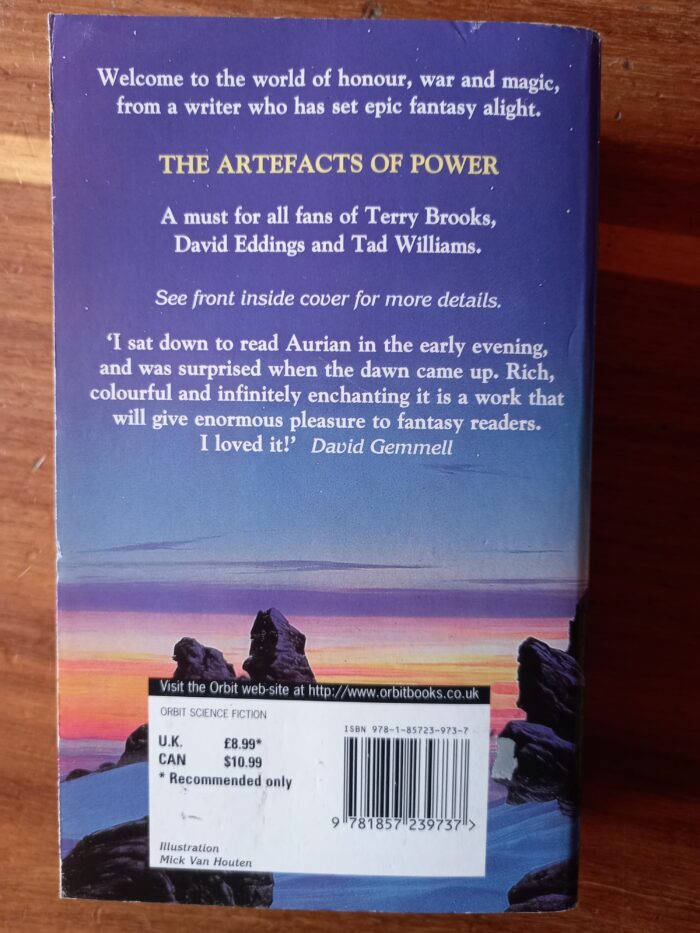 Welcome to the world of honour, war and magic,
from a writer who has set epic fantasy alight.
THE ARTEFACTS OF POWER
A must for all fans of Terry Brooks,
David Eddings and Tad Williams.
See front inside cover for more details.
‘I sat down to read Aurian in the early evening,
and was surprised when the dawn came up. Rich,
colourful and infinitely enchanting it is a work that
will give enormous pleasure to fantasy readers.
I loved it!’ David Gemmell
Visit the Orbit web-site at http://www.orbitbooks.co.uk
ORBIT SCIENCE FICTION
U.K. £8.99*
CAN $10.99
* Recommended only
ISBN 978-1-85723-973-7
9 781857 239737 >
Illustration
Mick Van Houten